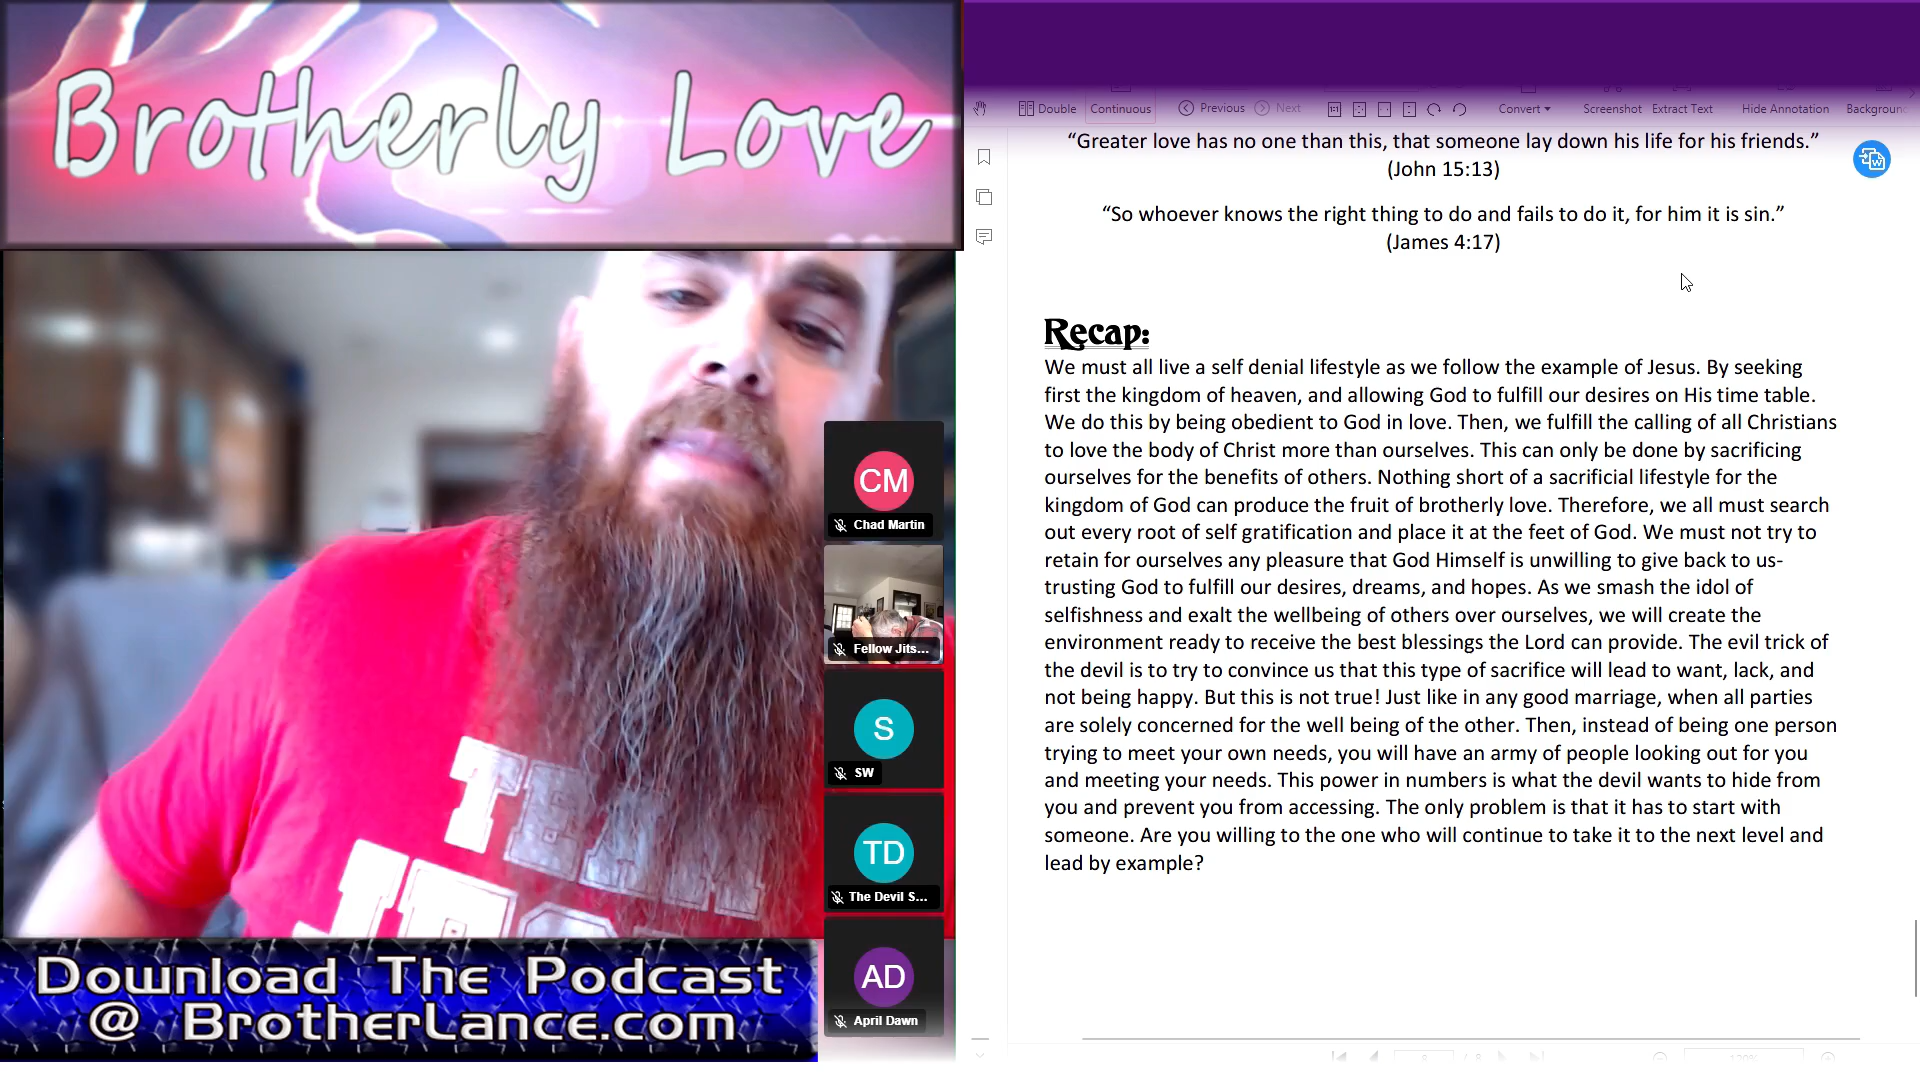 Brotherly Love
Double
Continuous
Previous
Next
Convert
Screenshot
Extract Text
Hide Annotation
“Greater love has no one than this, that someone lay down his life for his friends.”
(John 15:13)
“So whoever knows the right thing to do and fails to do it, for him it is sin.”
(James 4:17)
Recap:
We must all live a self denial lifestyle as we follow the example of Jesus. By seeking
first the kingdom of heaven, and allowing God to fulfill our desires on His time table.
We do this by being obedient to God in love. Then, we fulfill the calling of all Christians
to love the body of Christ more than ourselves. This can only be done by sacrificing
ourselves for the benefits of others. Nothing short of a sacrificial lifestyle for the
kingdom of God can produce the fruit of brotherly love. Therefore, we all must search
out every root of self gratification and place it at the feet of God. We must not try to
retain for ourselves any pleasure that God Himself is unwilling to give back to us-
trusting God to fulfill our desires, dreams, and hopes. As we smash the idol of
selfishness and exalt the wellbeing of others over ourselves, we will create the
environment ready to receive the best blessings the Lord can provide. The evil trick of
the devil is to try to convince us that this type of sacrifice will lead to want, lack, and
not being happy. But this is not true! Just like in any good marriage, when all parties
are solely concerned for the well being of the other. Then, instead of being one person
trying to meet your own needs, you will have an army of people looking out for you
and meeting your needs. This power in numbers is what the devil wants to hide from
you and prevent you from accessing. The only problem is that it has to start with
someone. Are you willing to the one who will continue to take it to the next level and
lead by example?
CM
Chad Martin
Fellow Jits...
S
SW
TD
The Devil S...
AD
April Dawn
TEAM
Download The Podcast
@ BrotherLance.com